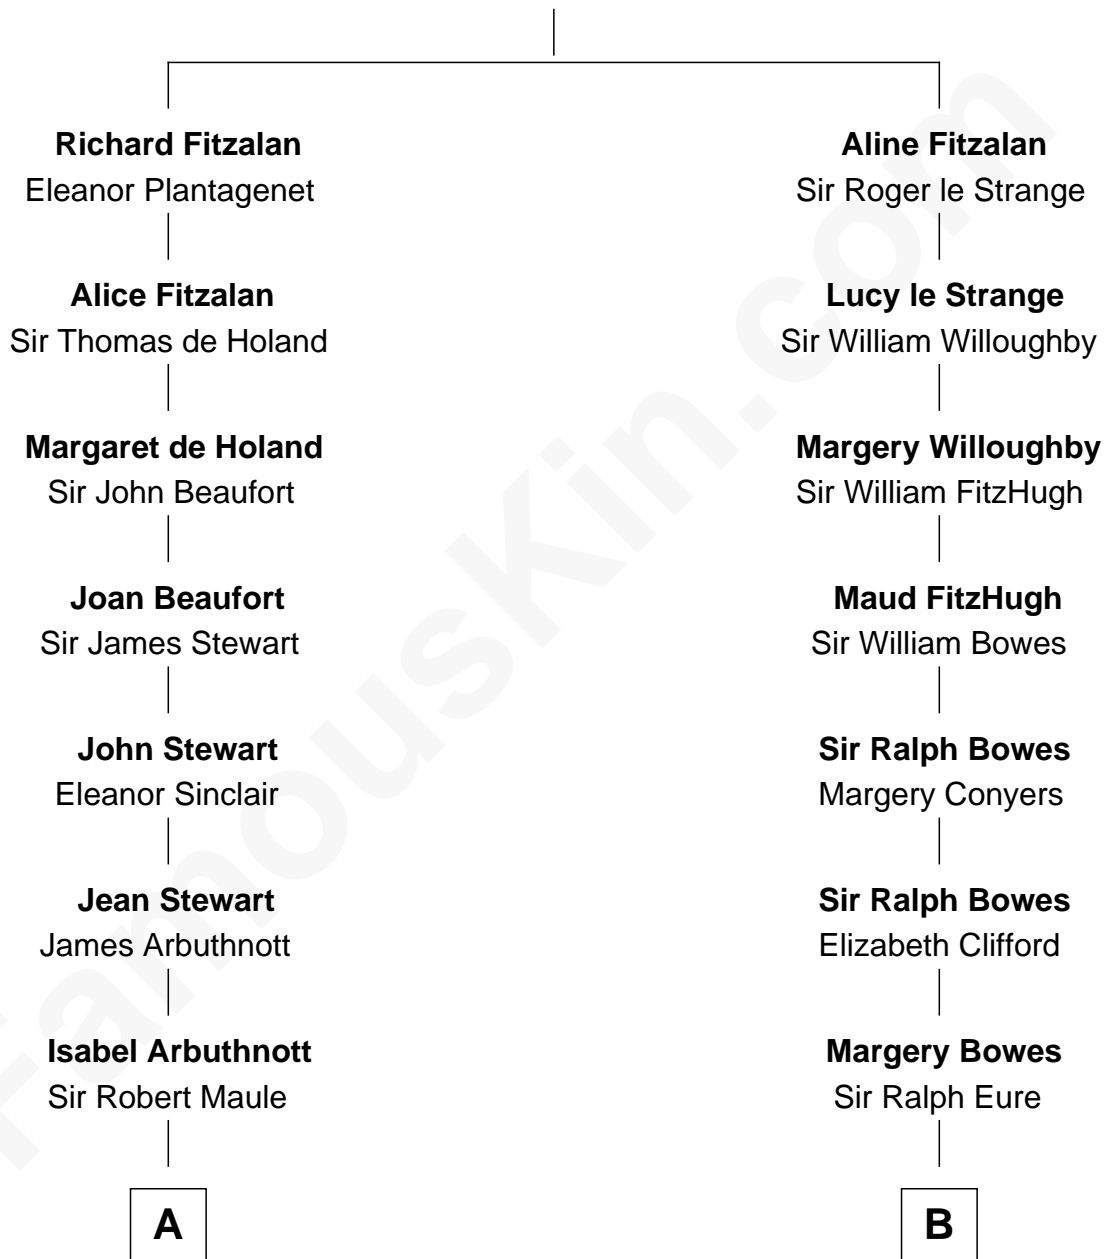 Richard Fitzalan
Eleanor Plantagenet
Alice Fitzalan
Sir Thomas de Holand
Margaret de Holand
Sir John Beaufort
Joan Beaufort
Sir James Stewart
John Stewart
Eleanor Sinclair
Jean Stewart
James Arbuthnott
Isabel Arbuthnott
Sir Robert Maule
A
Aline Fitzalan
Sir Roger le Strange
Lucy le Strange
Sir William Willoughby
Margery Willoughby
Sir William FitzHugh
Maud FitzHugh
Sir William Bowes
Sir Ralph Bowes
Margery Conyers
Sir Ralph Bowes
Elizabeth Clifford
Margery Bowes
Sir Ralph Eure
B
FamousKin.com